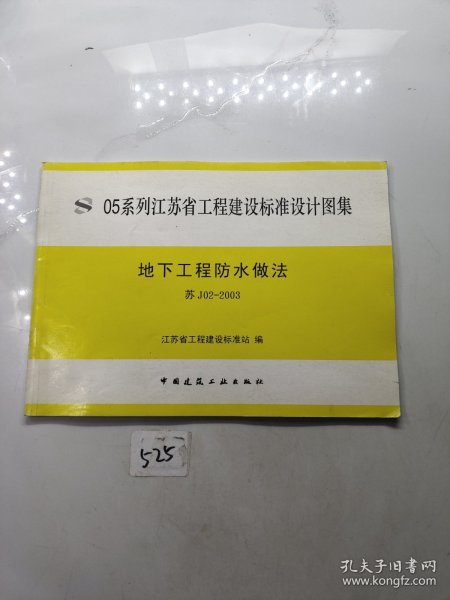 05系列江苏省工程建设标准设计图集
地下工程防水做法
苏 J02-2003
江苏省工程建设标准站 编
中国建筑工业出版社
525
孔夫子旧书网
www.kongfz.com